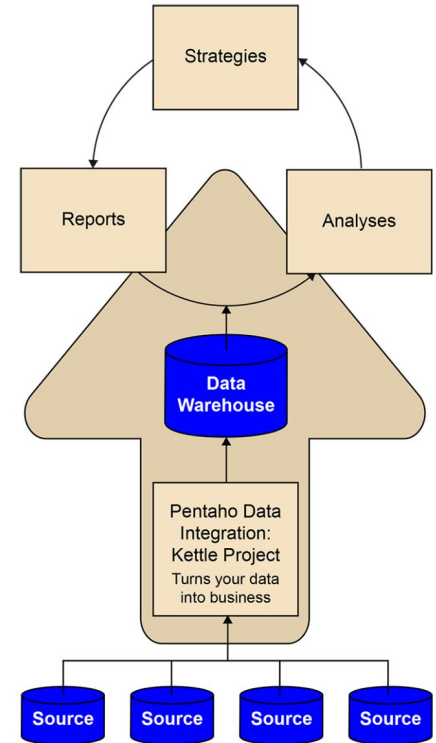 Strategies
Reports
Analyses
Data
Warehouse
Pentaho Data
Integration:
Kettle Project
Turns your data
into business
Source
Source
Source
Source